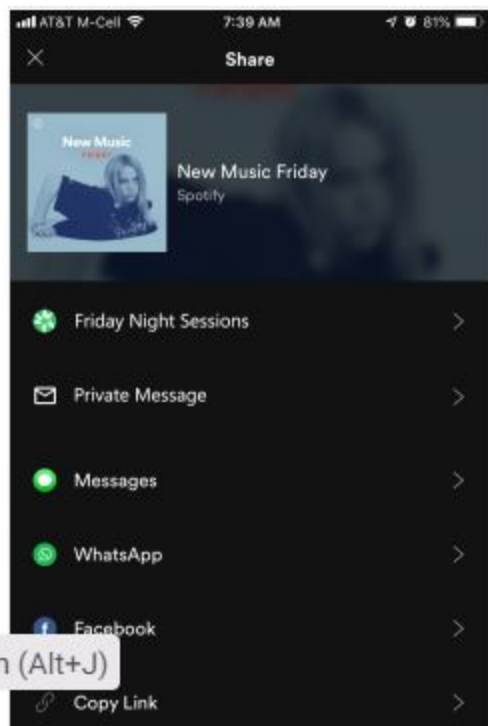 AT&T M-Cell 7:39 AM 81%
Share
New Music
FRIDAY
New Music Friday
Spotify
Friday Night Sessions
Private Message
Messages
WhatsApp
Facebook
(Alt+J)
Copy Link